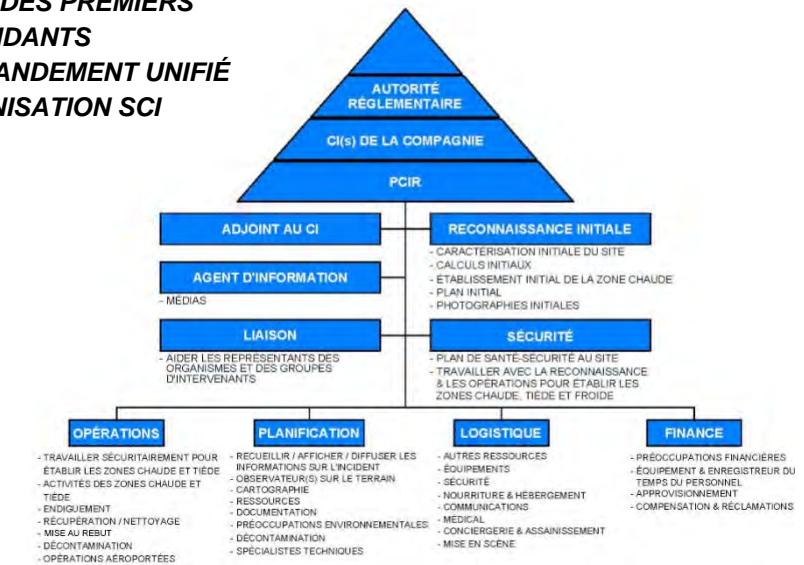 DES PREMIERS
NDANTS
ANDEMENT UNIFIÉ
NISATION SCI
AUTORITÉ
RÉGLEMENTAIRE
CI(s) DE LA COMPAGNIE
PCIR
ADJOINT AU CI
RECONNAISSANCE INITIALE
- CARACTÉRISATION INITIALE DU SITE
- CALCULS INITIAUX
- ÉTABLISSEMENT INITIAL DE LA ZONE CHAUDE
- PLAN INITIAL
- PHOTOGRAPHIES INITIALES
AGENT D'INFORMATION
- MÉDIAS
LIAISON
- AIDER LES REPRÉSENTANTS DES
ORGANISMES ET DES GROUPES
D'INTERVENANTS
SÉCURITÉ
- PLAN DE SANTÉ-SÉCURITÉ AU SITE
- TRAVAILLER AVEC LA RECONNAISSANCE
& LES OPÉRATIONS POUR ÉTABLIR LES
ZONES CHAUDE, TIÈDE ET FROIDE
OPÉRATIONS
- TRAVAILLER SÉCURITAIREMENT POUR
ÉTABLIR LES ZONES CHAUDE ET TIÈDE
- ACTIVITÉS DES ZONES CHAUDE ET
TIÈDE
- ENDIGUEMENT
- RÉCUPÉRATION / NETTOYAGE
- MISE AU REBUT
- DÉCONTAMINATION
- OPÉRATIONS AÉROPORTÉES
PLANIFICATION
- RECUEILLIR / AFFICHER / DIFFUSER LES
INFORMATIONS SUR L'INCIDENT
- OBSERVATEUR(S) SUR LE TERRAIN
- CARTOGRAPHIE
- RESSOURCES
- DOCUMENTATION
- PRÉOCCUPATIONS ENVIRONNEMENTALES
- DÉCONTAMINATION
- SPÉCIALISTES TECHNIQUES
LOGISTIQUE
- AUTRES RESSOURCES
- ÉQUIPEMENTS
- SÉCURITÉ
- NOURRITURE & HÉBERGEMENT
- COMMUNICATIONS
- MÉDICAL
- CONCIERGERIE & ASSAINISSEMENT
- MISE EN SCÈNE
FINANCE
- PRÉOCCUPATIONS FINANCIÈRES
- ÉQUIPEMENT & ENREGISTREUR DU
TEMPS DU PERSONNEL
- APPROVISIONNEMENT
- COMPENSATION & RÉCLAMATIONS